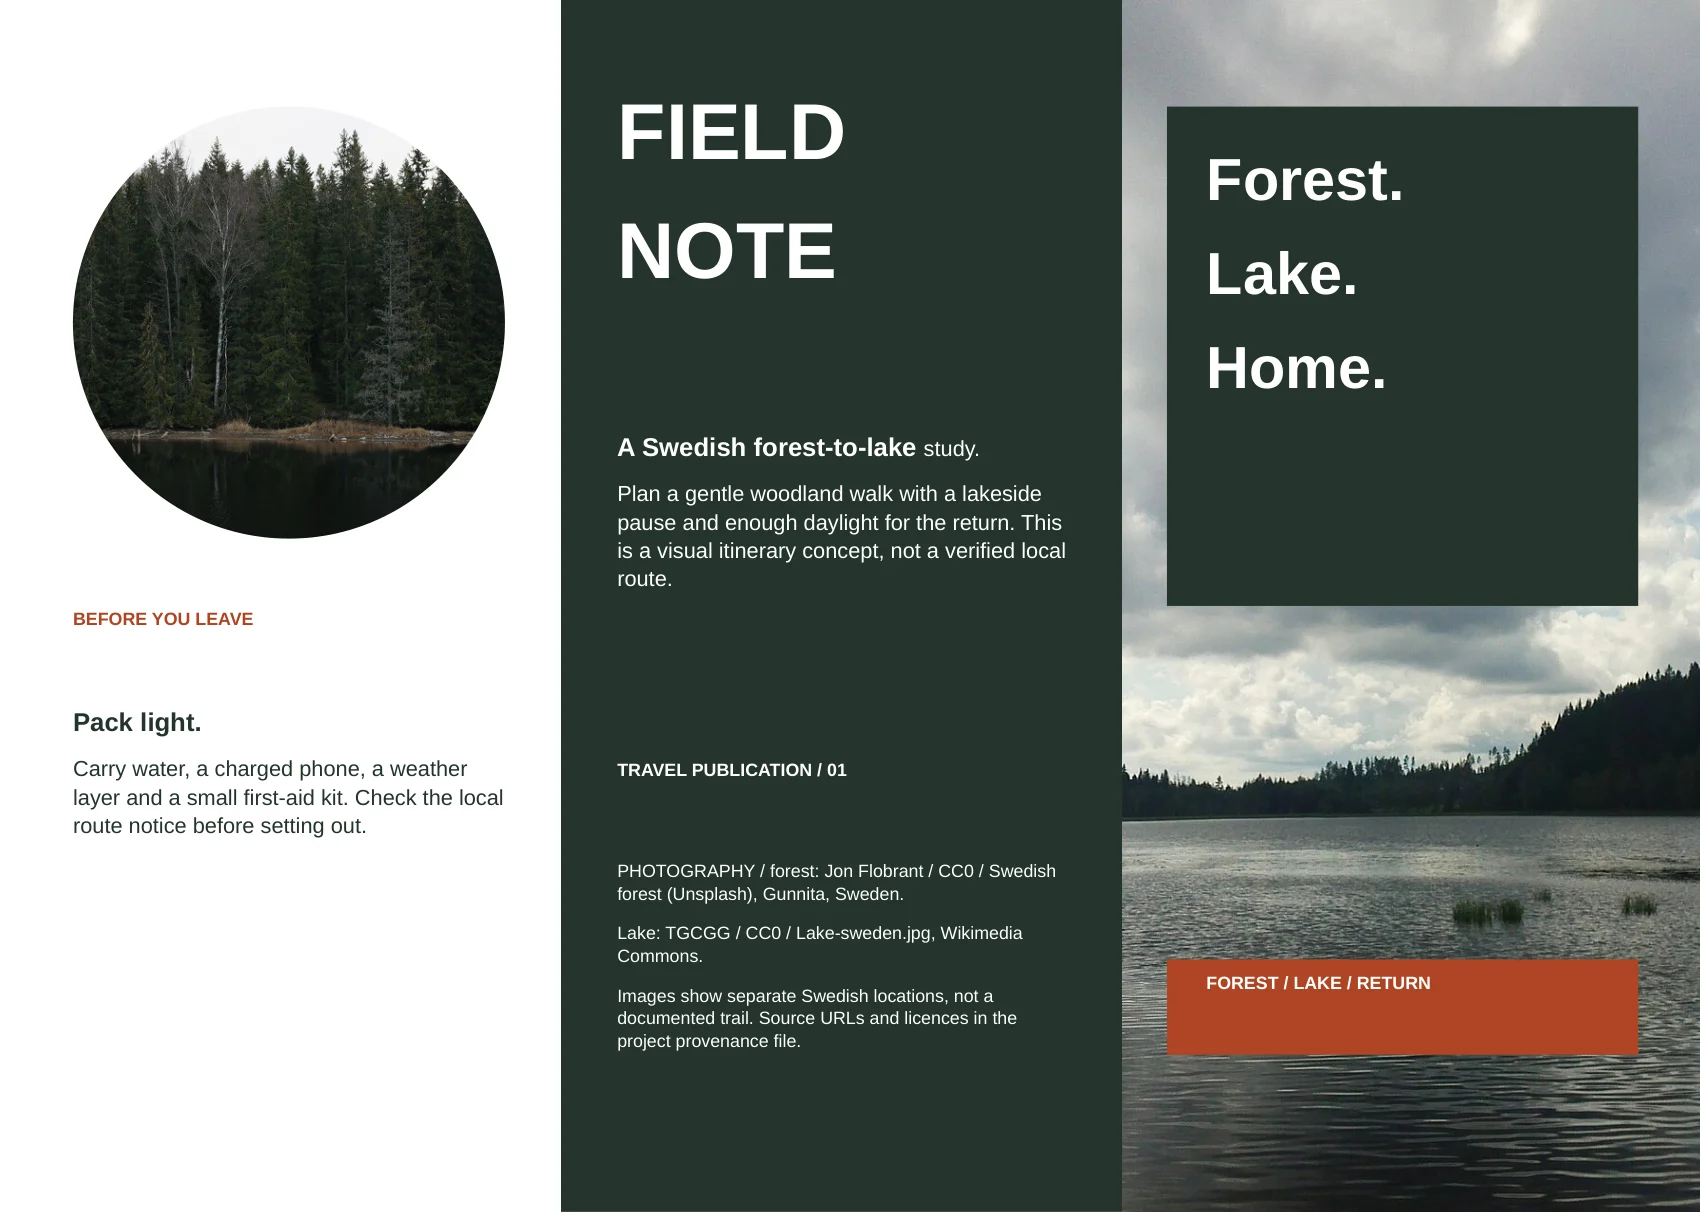 BEFORE YOU LEAVE
Pack light.
Carry water, a charged phone, a weather
layer and a small first-aid kit. Check the local
route notice before setting out.
FIELD
NOTE
A Swedish forest-to-lake study.
Plan a gentle woodland walk with a lakeside
pause and enough daylight for the return. This
is a visual itinerary concept, not a verified local
route.
TRAVEL PUBLICATION / 01
PHOTOGRAPHY / forest: Jon Flobrant / CC0 / Swedish
forest (Unsplash), Gunnita, Sweden.
Lake: TGCGG / CC0 / Lake-sweden.jpg, Wikimedia
Commons.
Images show separate Swedish locations, not a
documented trail. Source URLs and licences in the
project provenance file.
Forest.
Lake.
Home.
FOREST / LAKE / RETURN